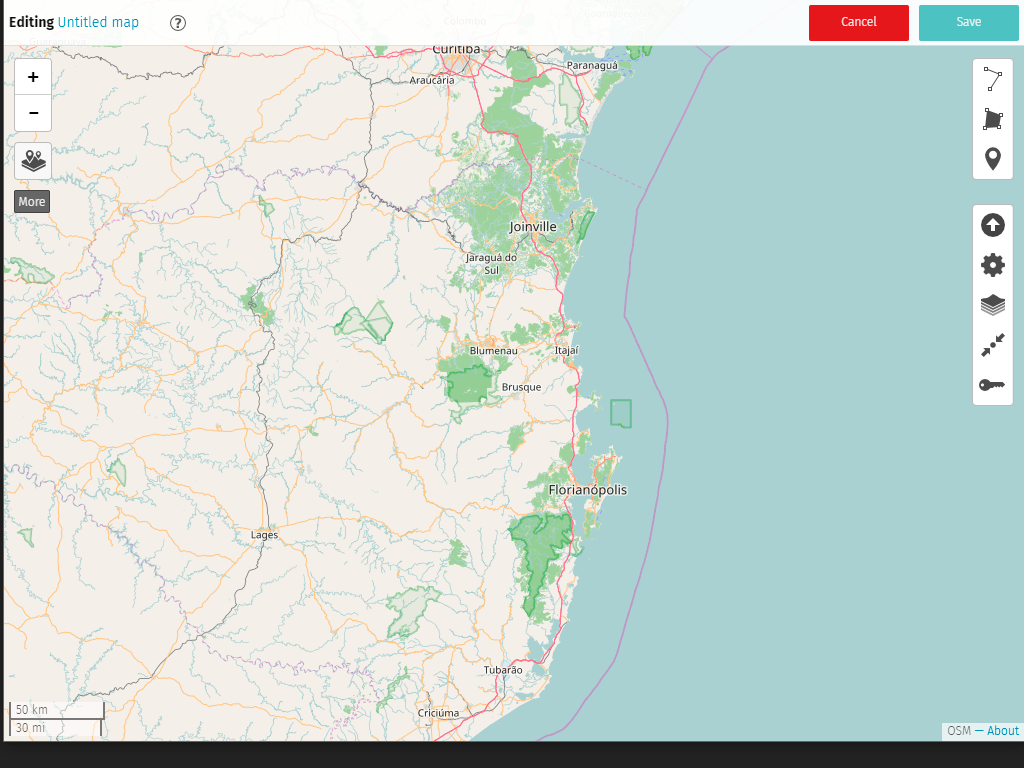 Editing Untitled map ?
Cancel
Save
Colombo
Curitiba
Paranaguá
Araucária
+
−
More
Joinville
Jaraguá do
Sul
Blumenau
Itajaí
Brusque
Florianópolis
Lages
Tubarão
Criciúma
50 km
30 mi
OSM — About